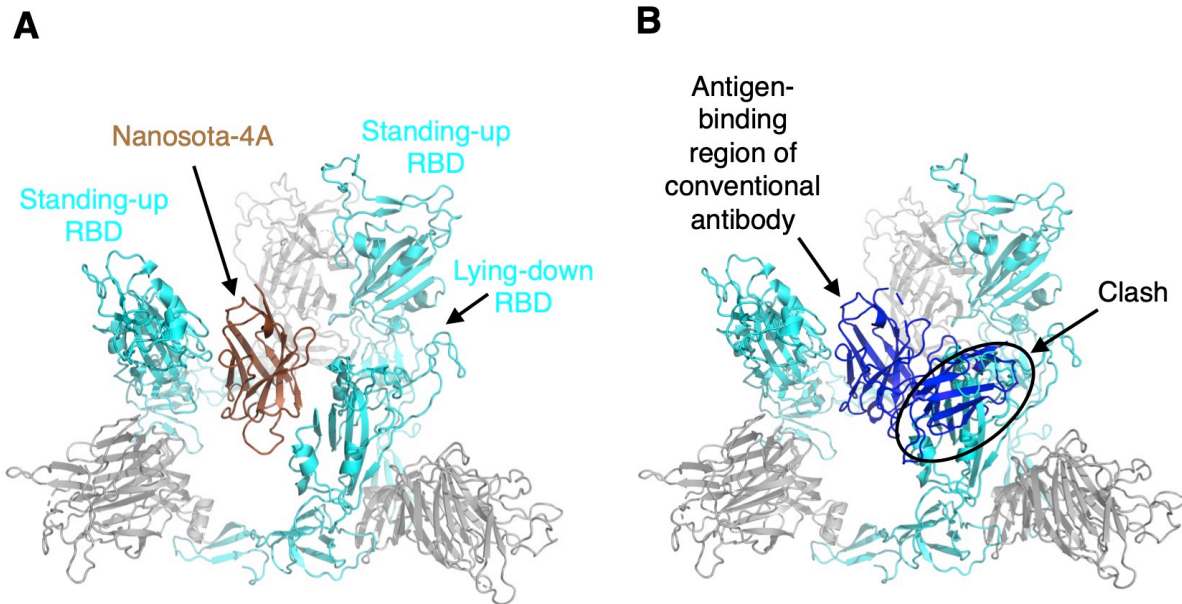 A
Nanosota-4A
Standing-up
RBD
Standing-up
RBD
Lying-down
RBD
B
Antigen-
binding
region of
conventional
antibody
Clash